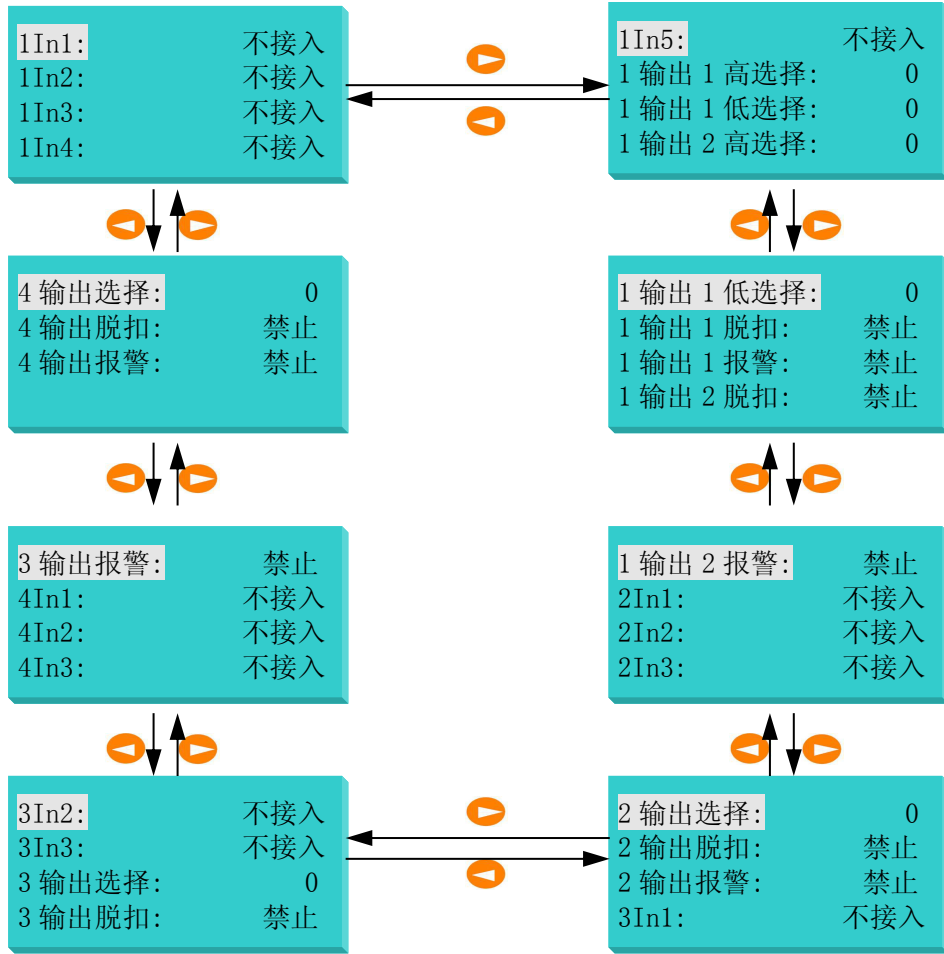 1In1: 不接入
1In2: 不接入
1In3: 不接入
1In4: 不接入
1In5: 不接入
1输出1高选择: 0
1输出1低选择: 0
1输出2高选择: 0
4输出选择: 0
4输出脱扣: 禁止
4输出报警: 禁止
1输出1低选择: 0
1输出1脱扣: 禁止
1输出1报警: 禁止
1输出2脱扣: 禁止
3输出报警: 禁止
4In1: 不接入
4In2: 不接入
4In3: 不接入
1输出2报警: 禁止
2In1: 不接入
2In2: 不接入
2In3: 不接入
3In2: 不接入
3In3: 不接入
3输出选择: 0
3输出脱扣: 禁止
2输出选择: 0
2输出脱扣: 禁止
2输出报警: 禁止
3In1: 不接入